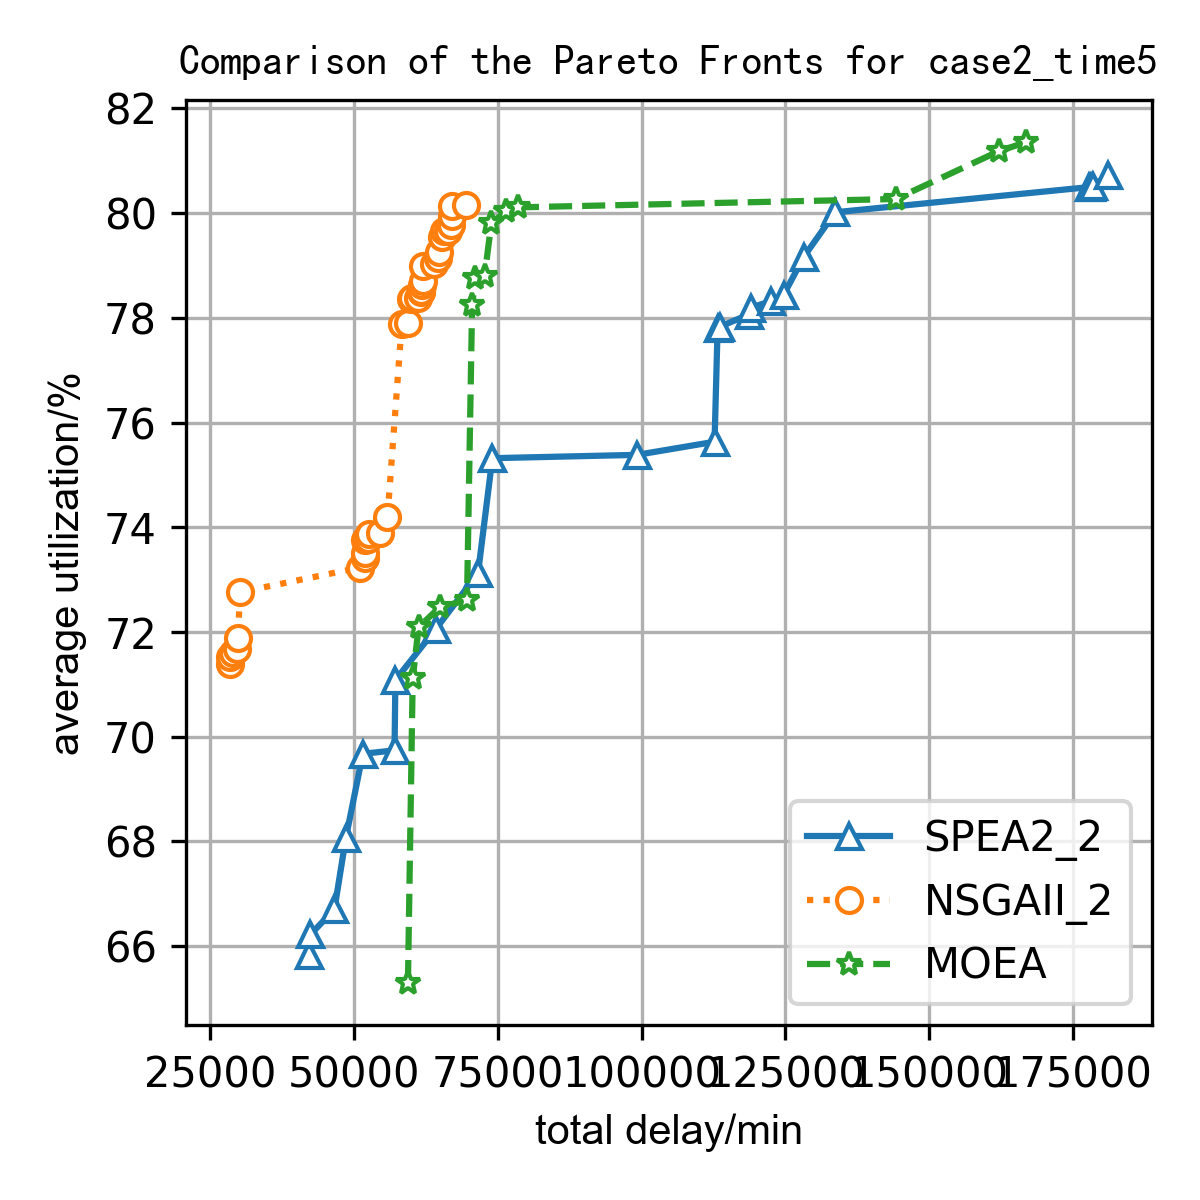 Comparison of the Pareto Fronts for case2_time5
82
80
78
76
74
72
70
68
66
average utilization/%
SPEA2_2
NSGAII_2
MOEA
25000 50000 75000 100000 125000 150000 175000
total delay/min